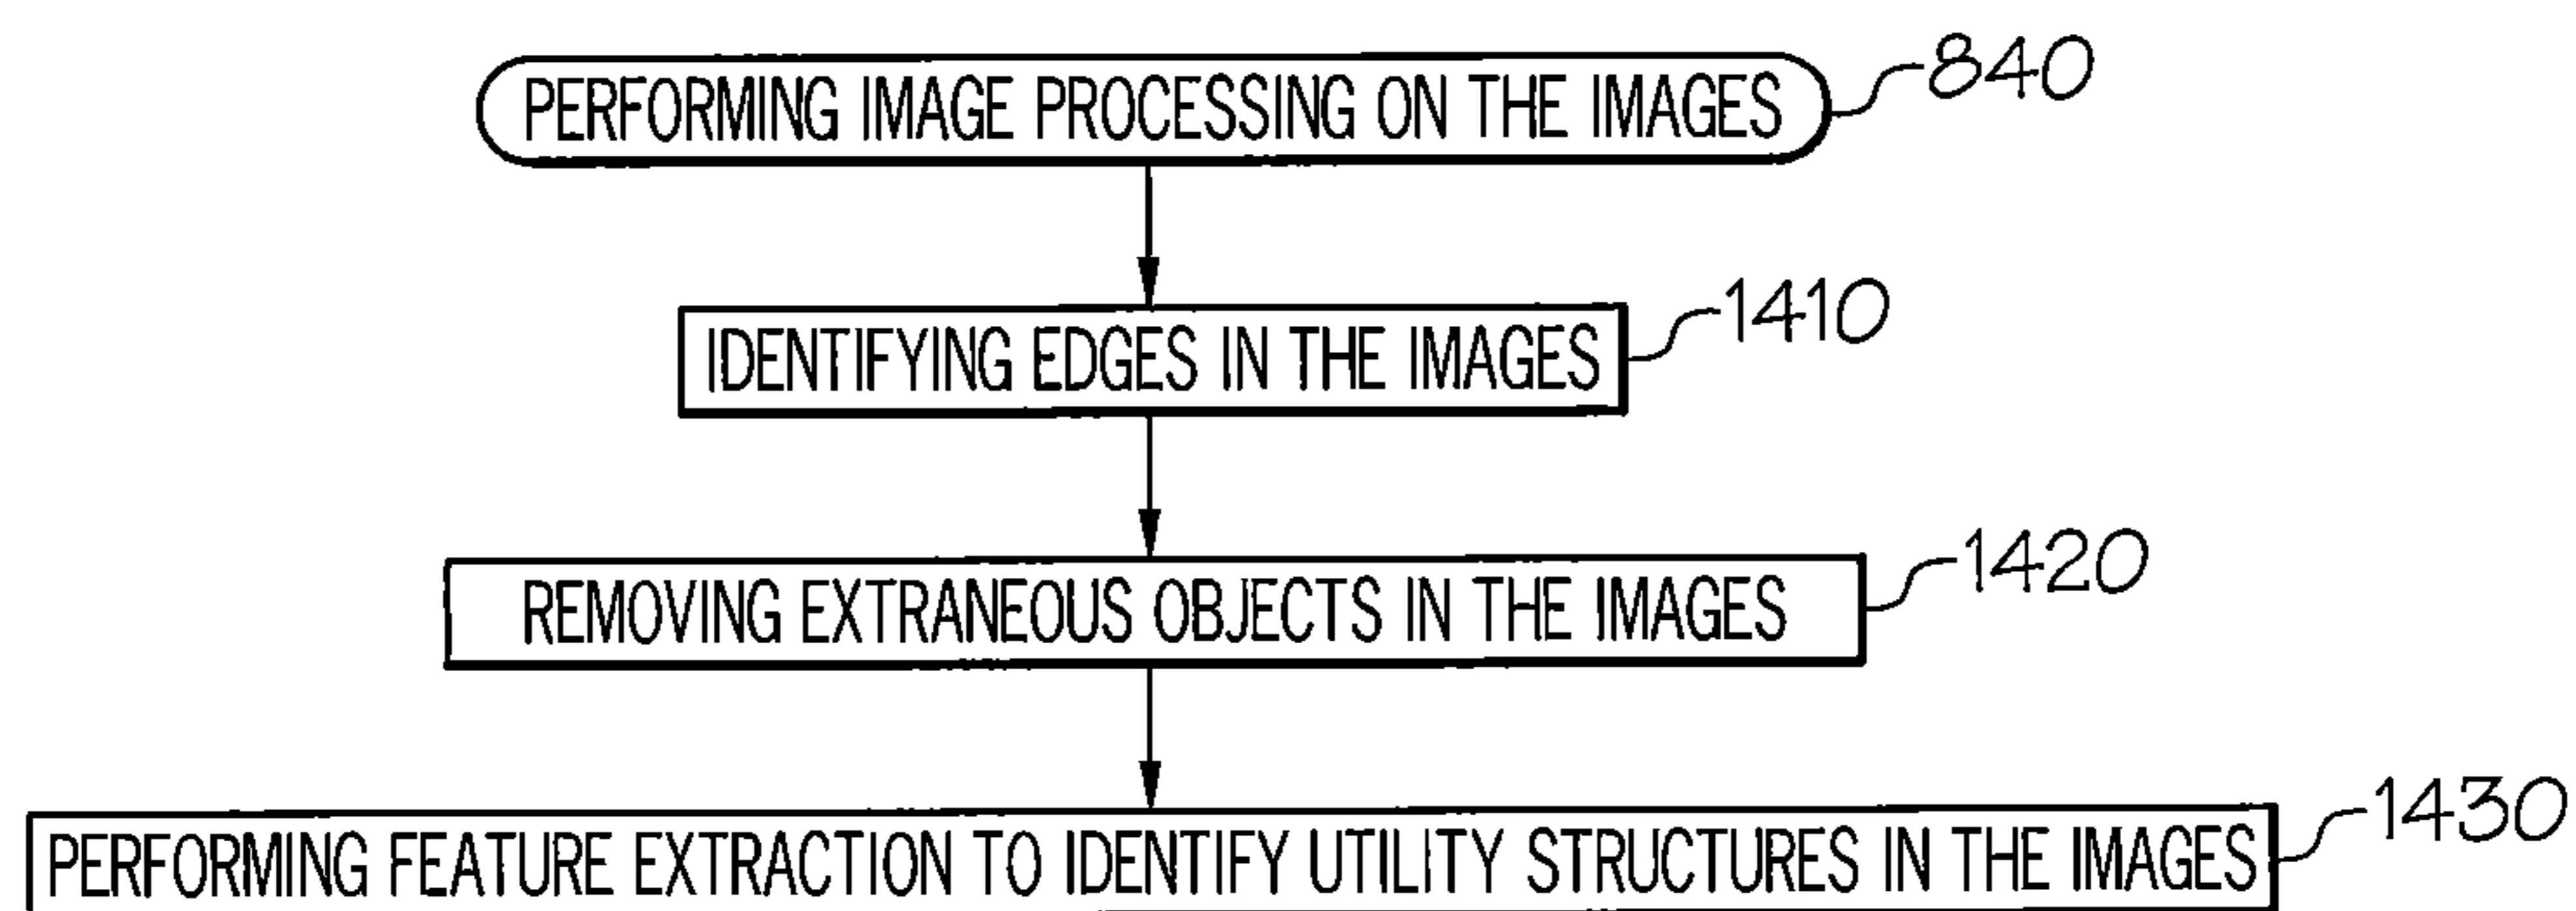 PERFORMING IMAGE PROCESSING ON THE IMAGES 840
IDENTIFYING EDGES IN THE IMAGES 1410
REMOVING EXTRANEOUS OBJECTS IN THE IMAGES 1420
PERFORMING FEATURE EXTRACTION TO IDENTIFY UTILITY STRUCTURES IN THE IMAGES 1430